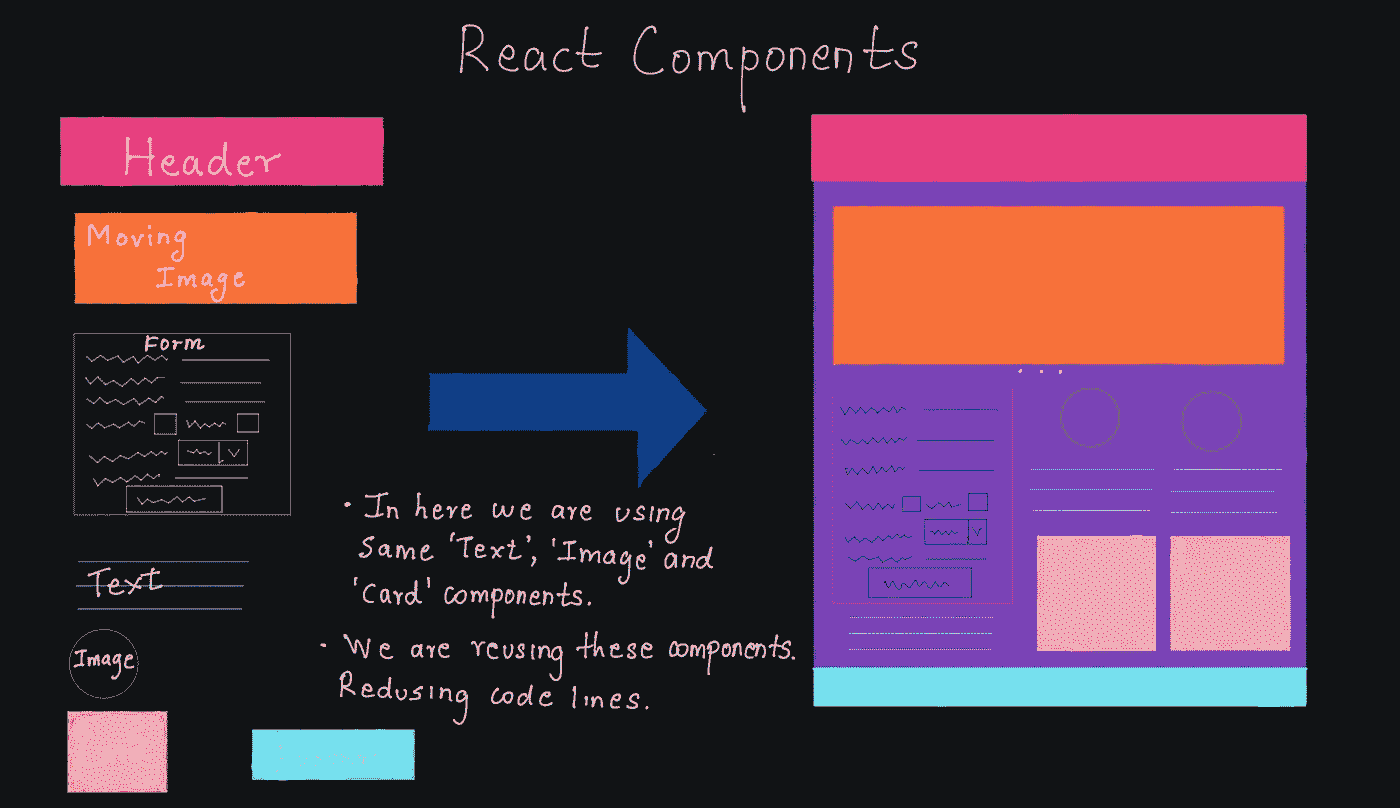 React Components
Header
Moving
Image
Form
Text
Image
• In here we are using
Same 'Text', 'Image' and
'Card' components.
• We are reusing these components.
Redusing code lines.